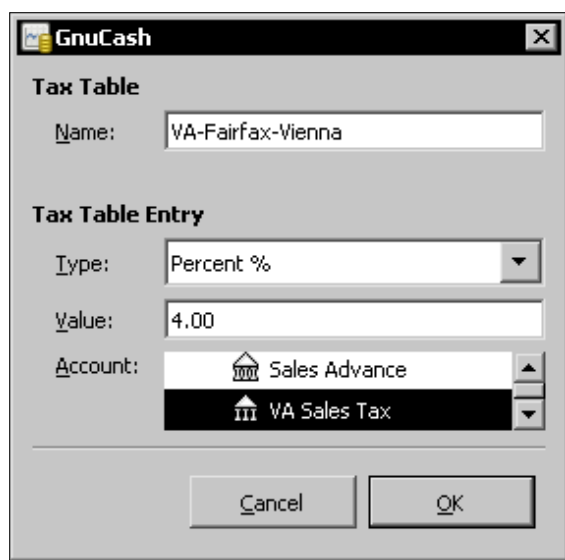 GnuCash
Tax Table
Name: VA-Fairfax-Vienna
Tax Table Entry
Type: Percent %
Value: 4.00
Account: Sales Advance
VA Sales Tax
Cancel OK